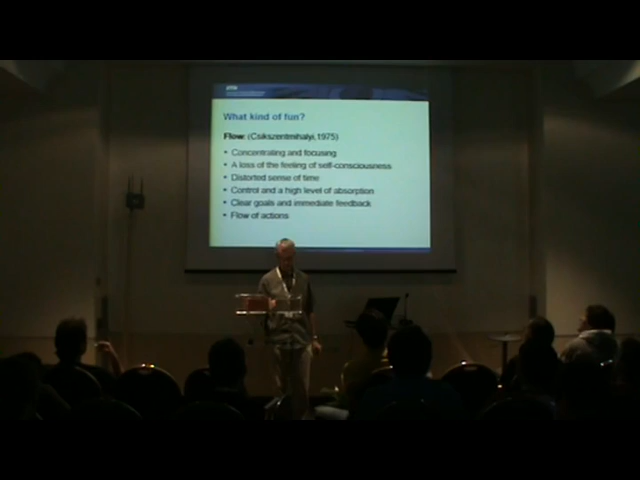 What kind of fun?
Flow: (Csikszentmihalyi,1975)
• Concentrating and focusing
• A loss of the feeling of self-consciousness
• Distorted sense of time
• Control and a high level of absorption
• Clear goals and immediate feedback
• Flow of actions